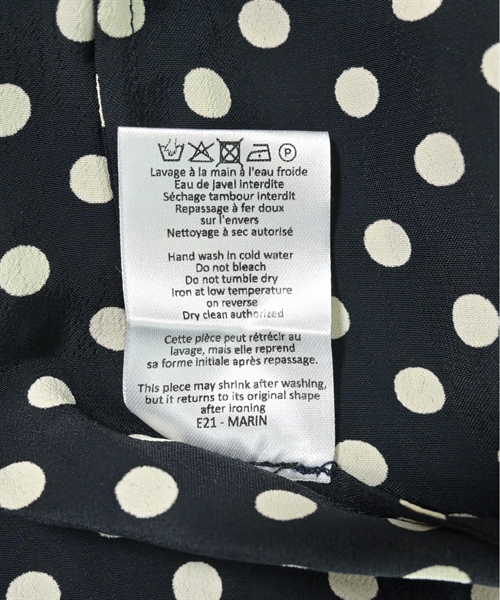 P
Lavage à la main à l'eau froide
Eau de javel interdite
Séchage tambour interdit
Repassage à fer doux
sur l'envers
Nettoyage à sec autorisé
Hand wash in cold water
Do not bleach
Do not tumble dry
Iron at low temperature
on reverse
Dry clean authorized
Cette pièce peut rétrécir au
lavage, mais elle reprend
sa forme initiale après repassage.
This piece may shrink after washing,
but it returns to its original shape
after ironing
E21 - MARIN